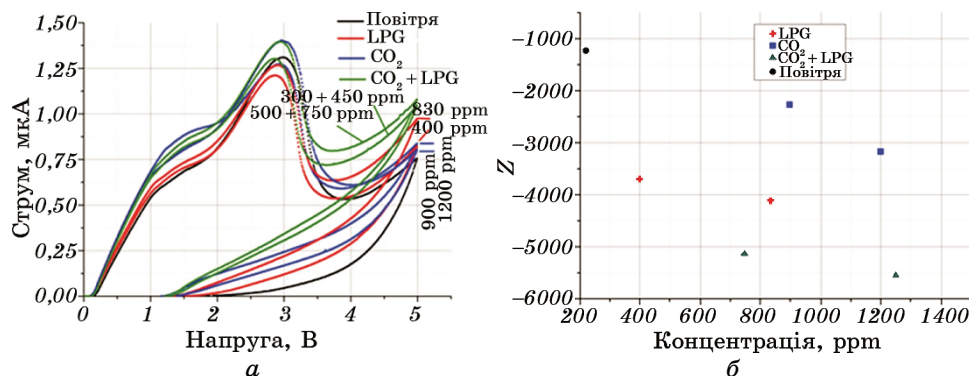 1,50
1,25
1,00
0,75
0,50
0,25
0,00
Струм, мкА
0
1
2
3
4
5
Напруга, В
Повітря
LPG
CO₂
CO₂ + LPG
300 + 450 ppm
500 + 750 ppm
830 ppm
400 ppm
900 ppm
1200 ppm
а
−1000
−2000
−3000
−4000
−5000
−6000
Z
200
400
600
800
1000
1200
1400
Концентрація, ppm
LPG
CO²
CO² + LPG
Повітря
б